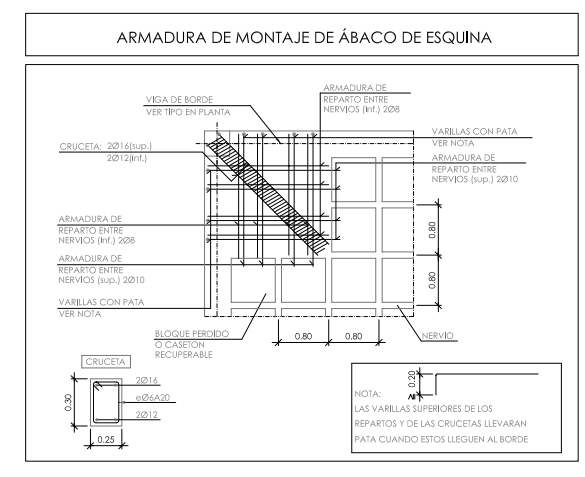 ARMADURA DE MONTAJE DE ÁBACO DE ESQUINA
ARMADURA DE
REPARTO ENTRE
NERVIOS (Inf.) 2Ø8
VIGA DE BORDE
VER TIPO EN PLANTA
VARILLAS CON PATA
VER NOTA
CRUCETA: 2Ø16(sup.)
2Ø12(inf.)
ARMADURA DE
REPARTO ENTRE
NERVIOS (sup.) 2Ø10
ARMADURA DE
REPARTO ENTRE
NERVIOS (Inf.) 2Ø8
0.80
ARMADURA DE
REPARTO ENTRE
NERVIOS (sup.) 2Ø10
0.80
VARILLAS CON PATA
VER NOTA
BLOQUE PERDIDO
O CASETON
RECUPERABLE
0.80
0.80
NERVIO
CRUCETA
2Ø16
eØ6A20
2Ø12
0.30
0.25
0.20
NOTA:
LAS VARILLAS SUPERIORES DE LOS
REPARTOS Y DE LAS CRUCETAS LLEVARAN
PATA CUANDO ESTOS LLEGUEN AL BORDE